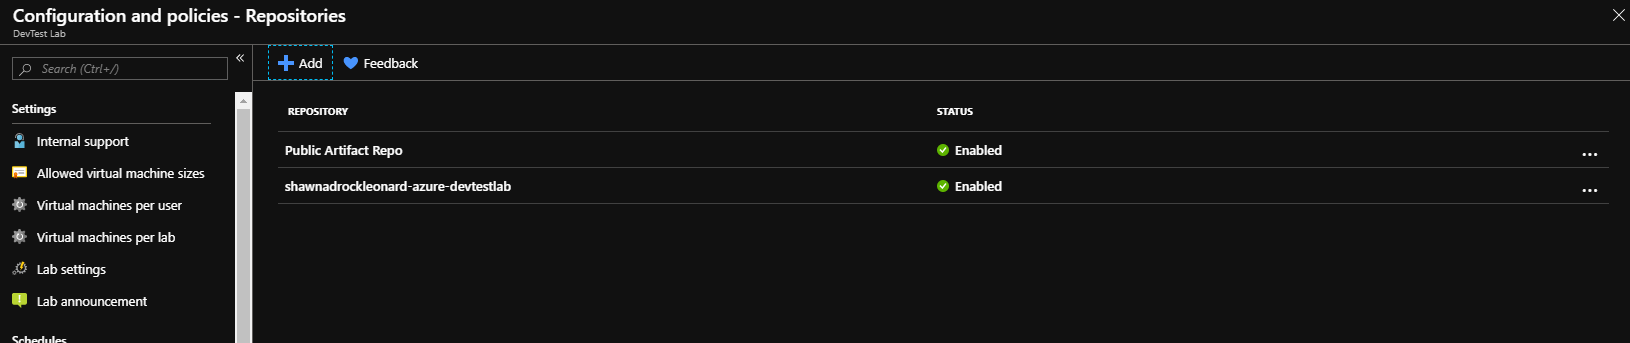 Configuration and policies - Repositories
DevTest Lab
Search (Ctrl+/)
«
Add
Feedback
Settings
Internal support
Allowed virtual machine sizes
Virtual machines per user
Virtual machines per lab
Lab settings
Lab announcement
Schedules
REPOSITORY STATUS
Public Artifact Repo Enabled ...
shawnadrockleonard-azure-devtestlab Enabled ...